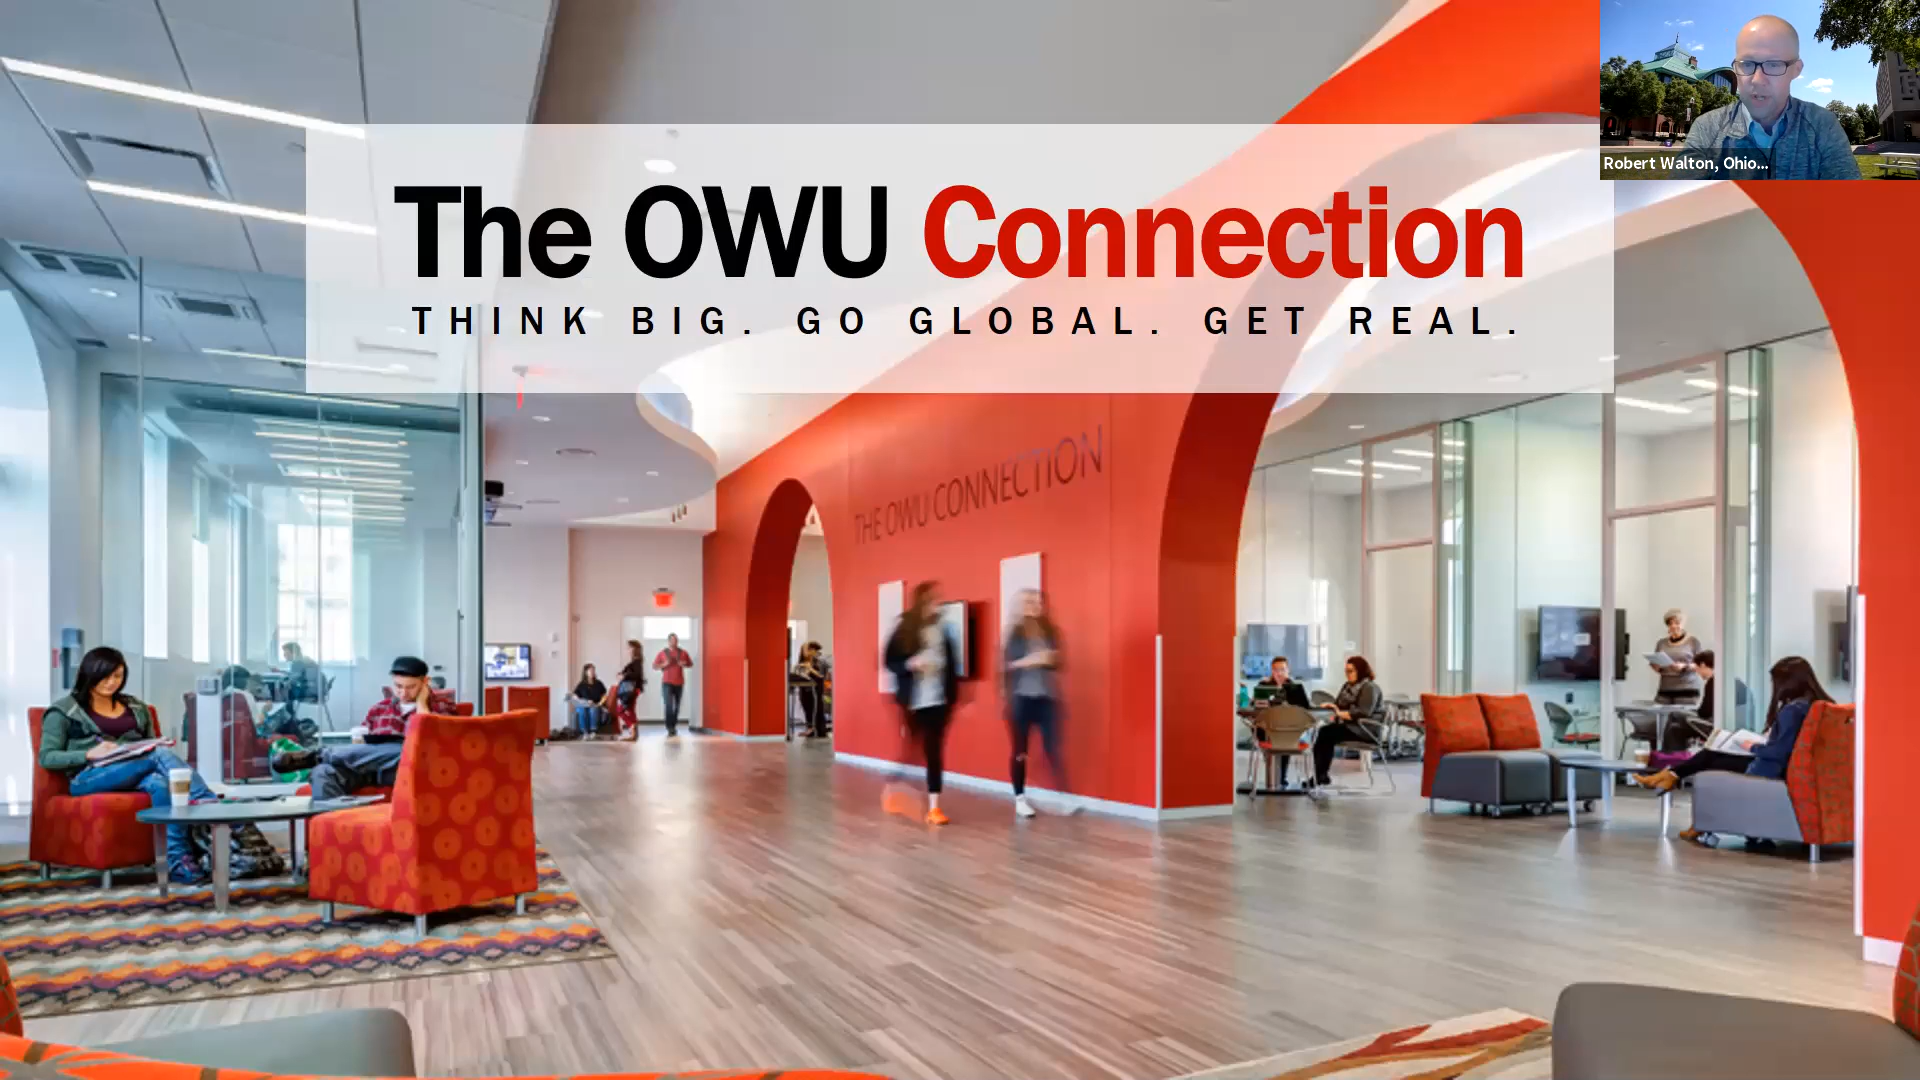 The OWU Connection
THINK BIG. GO GLOBAL. GET REAL.
Robert Walton, Ohio...
THE OWU CONNECTION